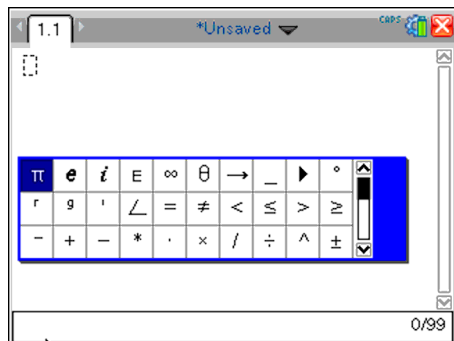 1.1 *Unsaved CAPS
π e i E ∞ θ → _ ▶ °
r g ' ∠ = ≠ < ≤ > ≥
− + – * · × / ÷ ^ ±
0/99